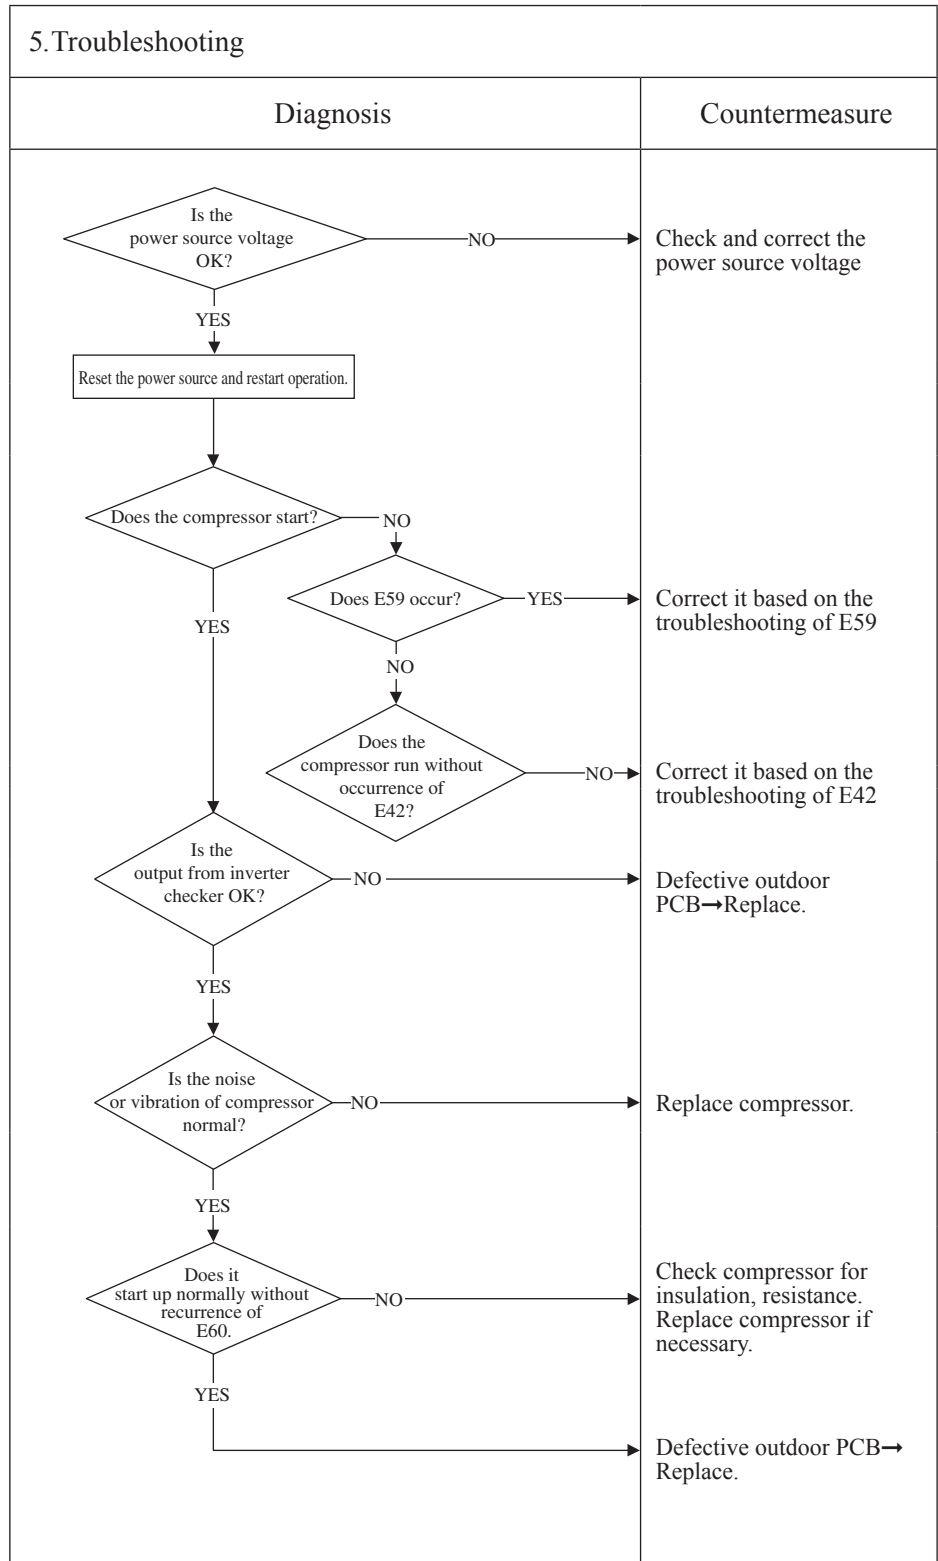 5.Troubleshooting
Diagnosis
Countermeasure
Is the
power source voltage
OK?
NO
Check and correct the
power source voltage
YES
Reset the power source and restart operation.
Does the compressor start?
NO
Does E59 occur?
YES
Correct it based on the
troubleshooting of E59
YES
NO
Does the
compressor run without
occurrence of
E42?
NO
Correct it based on the
troubleshooting of E42
Is the
output from inverter
checker OK?
NO
Defective outdoor
PCB→Replace.
YES
Is the noise
or vibration of compressor
normal?
NO
Replace compressor.
YES
Does it
start up normally without
recurrence of
E60.
NO
Check compressor for
insulation, resistance.
Replace compressor if
necessary.
YES
Defective outdoor PCB→
Replace.